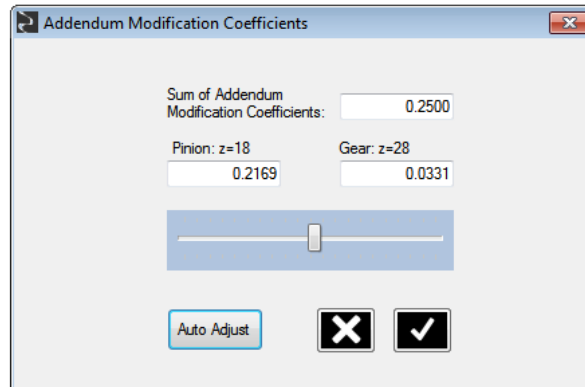 Addendum Modification Coefficients
Sum of Addendum
Modification Coefficients:
0.2500
Pinion: z=18
Gear: z=28
0.2169
0.0331
Auto Adjust